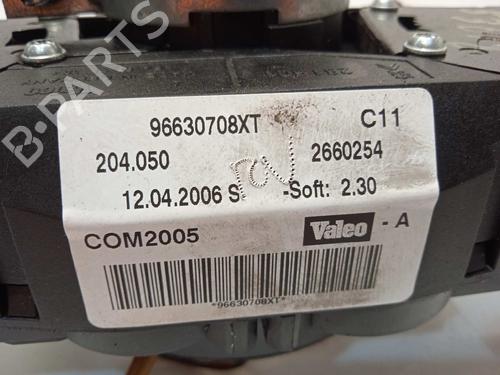 96630708XT C11
204.050 2660254
12.04.2006 S -Soft: 2.30
COM2005 Valeo - A
*96630708XT*
B-PARTS